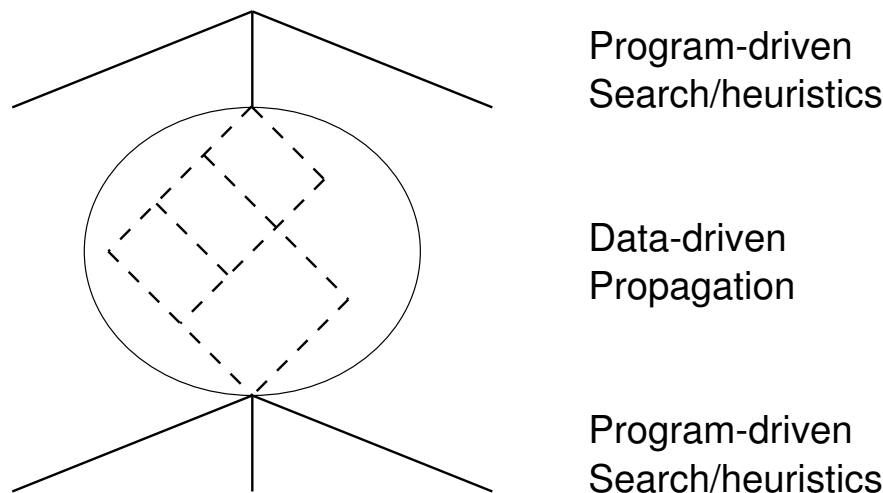 Program-driven
Search/heuristics
Data-driven
Propagation
Program-driven
Search/heuristics